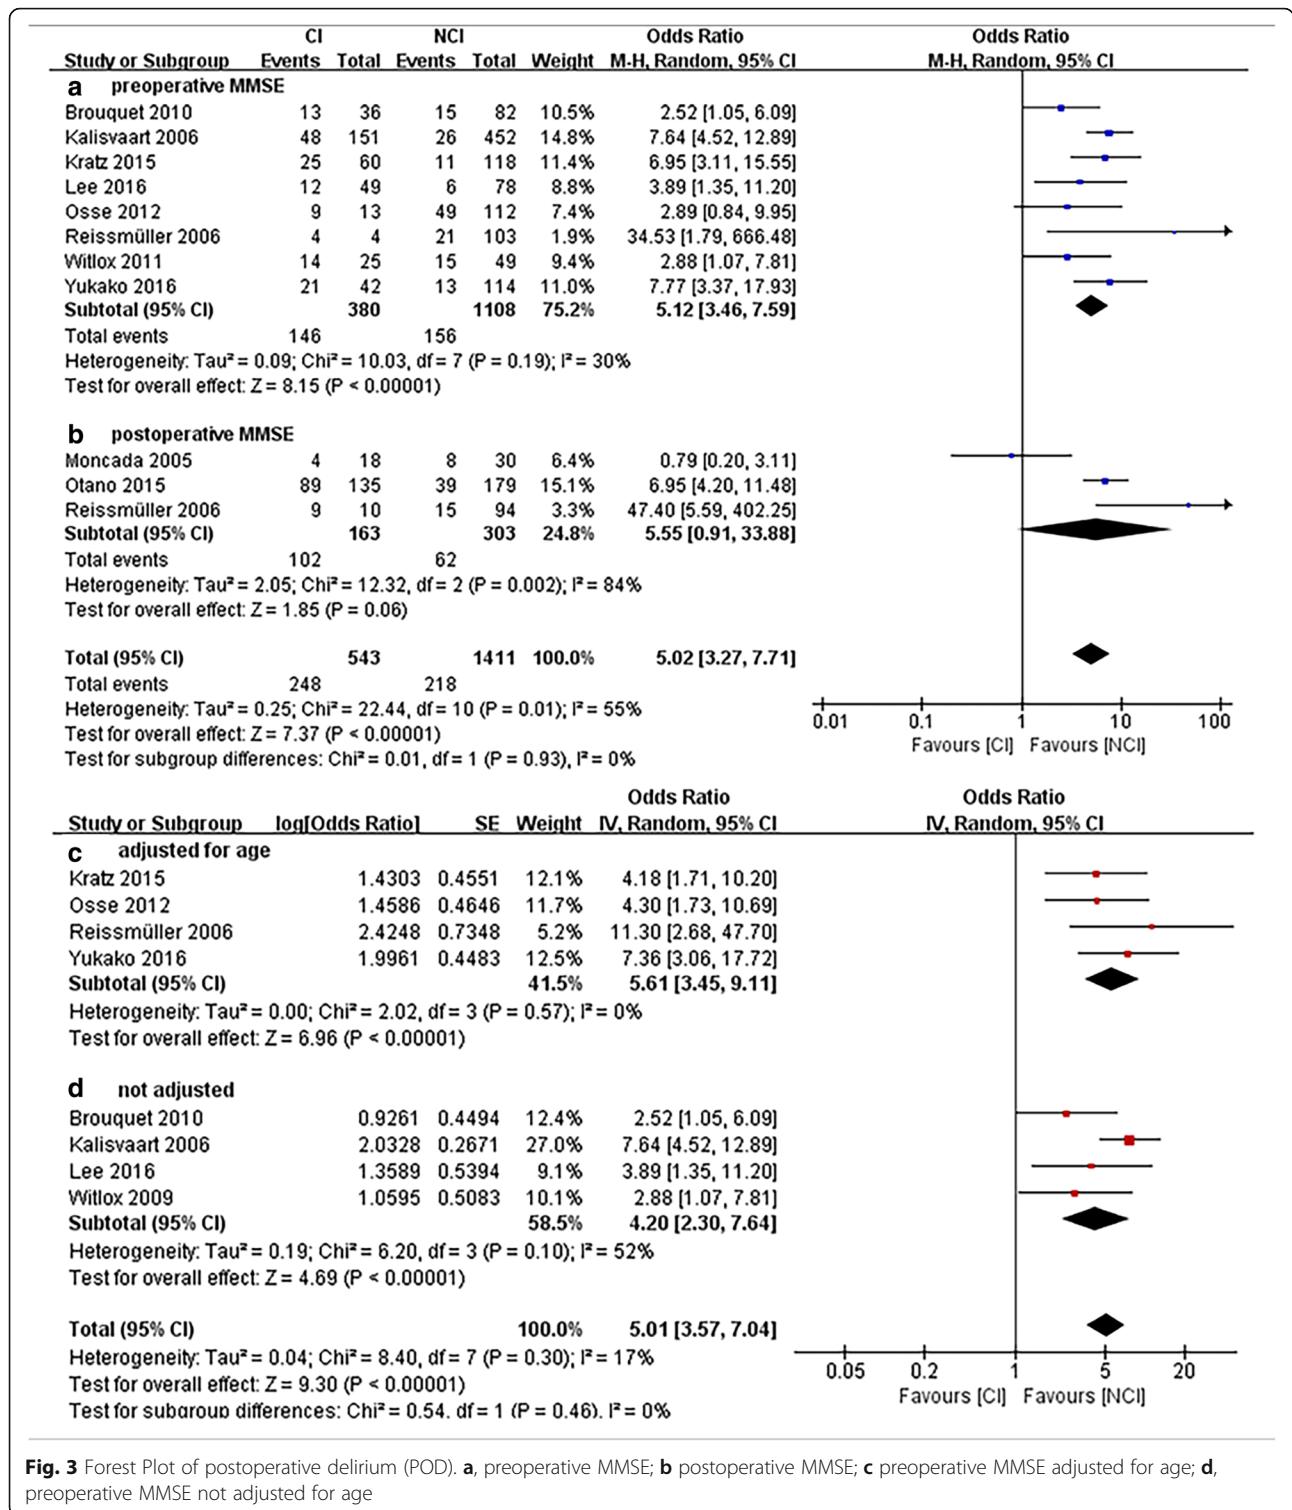 CI NCI Odds Ratio Odds Ratio
Study or Subgroup Events Total Events Total Weight M-H, Random, 95% CI M-H, Random, 95% CI
a preoperative MMSE
Brouquet 2010 13 36 15 82 10.5% 2.52 [1.05, 6.09]
Kalisvaart 2006 48 151 26 452 14.8% 7.64 [4.52, 12.89]
Kratz 2015 25 60 11 118 11.4% 6.95 [3.11, 15.55]
Lee 2016 12 49 6 78 8.8% 3.89 [1.35, 11.20]
Osse 2012 9 13 49 112 7.4% 2.89 [0.84, 9.95]
Reissmüller 2006 4 4 21 103 1.9% 34.53 [1.79, 666.48]
Witlox 2011 14 25 15 49 9.4% 2.88 [1.07, 7.81]
Yukako 2016 21 42 13 114 11.0% 7.77 [3.37, 17.93]
Subtotal (95% CI) 380 1108 75.2% 5.12 [3.46, 7.59]
Total events 146 156
Heterogeneity: Tau² = 0.09; Chi² = 10.03, df = 7 (P = 0.19); I² = 30%
Test for overall effect: Z = 8.15 (P < 0.00001)
b postoperative MMSE
Moncada 2005 4 18 8 30 6.4% 0.79 [0.20, 3.11]
Otano 2015 89 135 39 179 15.1% 6.95 [4.20, 11.48]
Reissmüller 2006 9 10 15 94 3.3% 47.40 [5.59, 402.25]
Subtotal (95% CI) 163 303 24.8% 5.55 [0.91, 33.88]
Total events 102 62
Heterogeneity: Tau² = 2.05; Chi² = 12.32, df = 2 (P = 0.002); I² = 84%
Test for overall effect: Z = 1.85 (P = 0.06)
Total (95% CI) 543 1411 100.0% 5.02 [3.27, 7.71]
Total events 248 218
Heterogeneity: Tau² = 0.25; Chi² = 22.44, df = 10 (P = 0.01); I² = 55%
Test for overall effect: Z = 7.37 (P < 0.00001)
Test for subgroup differences: Chi² = 0.01, df = 1 (P = 0.93), I² = 0%
0.01 0.1 1 10 100
Favours [CI] Favours [NCI]
Odds Ratio Odds Ratio
Study or Subgroup log[Odds Ratio] SE Weight IV, Random, 95% CI IV, Random, 95% CI
c adjusted for age
Kratz 2015 1.4303 0.4551 12.1% 4.18 [1.71, 10.20]
Osse 2012 1.4586 0.4646 11.7% 4.30 [1.73, 10.69]
Reissmüller 2006 2.4248 0.7348 5.2% 11.30 [2.68, 47.70]
Yukako 2016 1.9961 0.4483 12.5% 7.36 [3.06, 17.72]
Subtotal (95% CI) 41.5% 5.61 [3.45, 9.11]
Heterogeneity: Tau² = 0.00; Chi² = 2.02, df = 3 (P = 0.57); I² = 0%
Test for overall effect: Z = 6.96 (P < 0.00001)
d not adjusted
Brouquet 2010 0.9261 0.4494 12.4% 2.52 [1.05, 6.09]
Kalisvaart 2006 2.0328 0.2671 27.0% 7.64 [4.52, 12.89]
Lee 2016 1.3589 0.5394 9.1% 3.89 [1.35, 11.20]
Witlox 2009 1.0595 0.5083 10.1% 2.88 [1.07, 7.81]
Subtotal (95% CI) 58.5% 4.20 [2.30, 7.64]
Heterogeneity: Tau² = 0.19; Chi² = 6.20, df = 3 (P = 0.10); I² = 52%
Test for overall effect: Z = 4.69 (P < 0.00001)
Total (95% CI) 100.0% 5.01 [3.57, 7.04]
Heterogeneity: Tau² = 0.04; Chi² = 8.40, df = 7 (P = 0.30); I² = 17%
Test for overall effect: Z = 9.30 (P < 0.00001)
Test for subgroup differences: Chi² = 0.54. df = 1 (P = 0.46). I² = 0%
0.05 0.2 1 5 20
Favours [CI] Favours [NCI]
Fig. 3 Forest Plot of postoperative delirium (POD). a, preoperative MMSE; b postoperative MMSE; c preoperative MMSE adjusted for age; d,
preoperative MMSE not adjusted for age